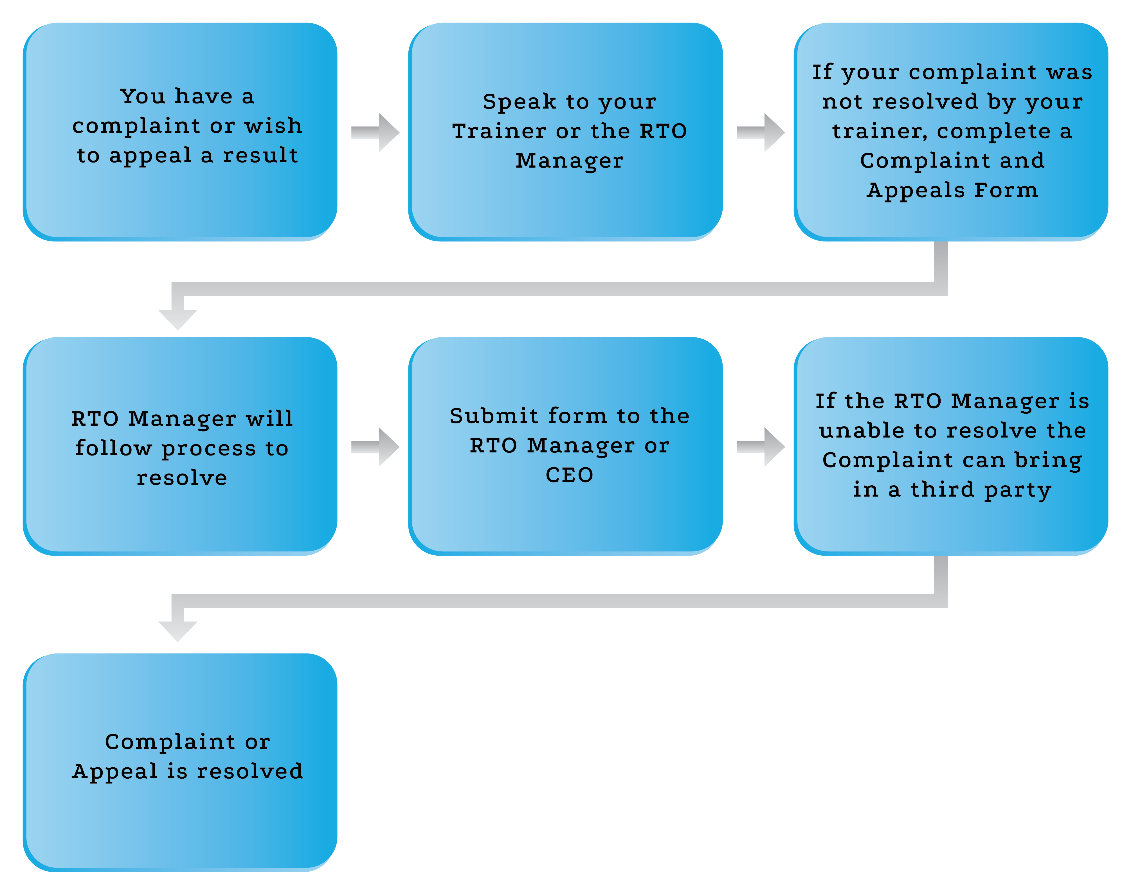 You have a
complaint or wish
to appeal a result
Speak to your
Trainer or the RTO
Manager
If your complaint was
not resolved by your
trainer, complete a
Complaint and
Appeals Form
RTO Manager will
follow process to
resolve
Submit form to the
RTO Manager or
CEO
If the RTO Manager is
unable to resolve the
Complaint can bring
in a third party
Complaint or
Appeal is resolved